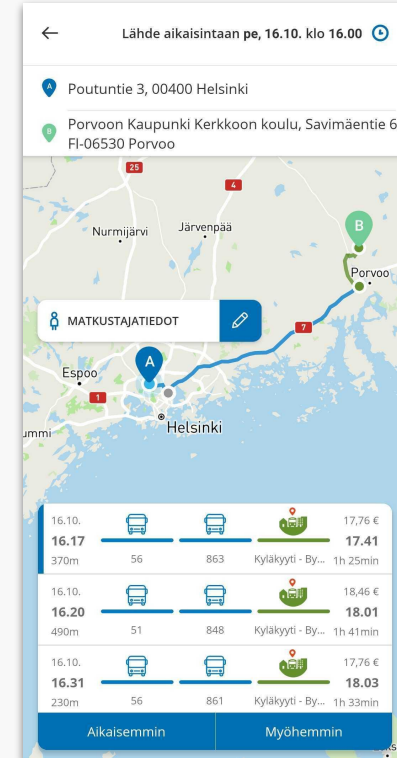 Lähde aikaisintaan pe, 16.10. klo 16.00
A Poutuntie 3, 00400 Helsinki
B Porvoon Kaupunki Kerkkoon koulu, Savimäentie 6
FI-06530 Porvoo
25
4
Nurmijärvi Järvenpää
B
Porvoo
MATKUSTAJATIEDOT
7
A
Espoo
1
ummi
Helsinki
16.10. 17,76 €
16.17 17.41
370m 56 863 Kyläkyyti - By... 1h 25min
16.10. 18,46 €
16.20 18.01
490m 51 848 Kyläkyyti - By... 1h 41min
16.10. 17,76 €
16.31 18.03
230m 56 861 Kyläkyyti - By... 1h 33min
Aikaisemmin Myöhemmin